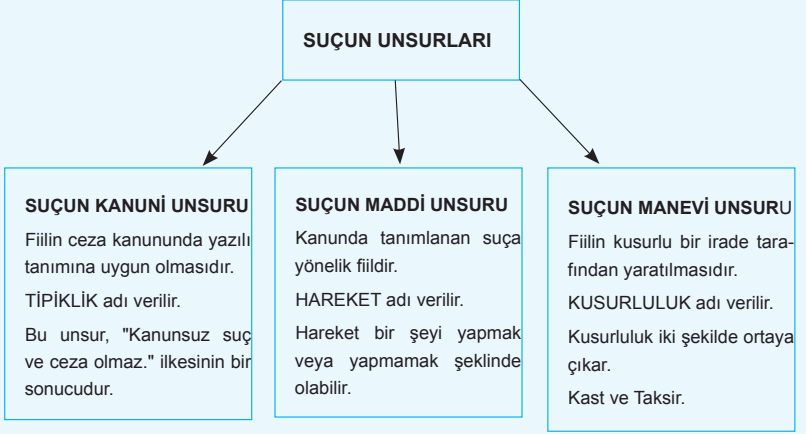 SUÇUN UNSURLARI
SUÇUN KANUNİ UNSURU
Fiilin ceza kanununda yazılı
tanımına uygun olmasıdır.
TİPİKLİK adı verilir.
Bu unsur, "Kanunsuz suç
ve ceza olmaz." ilkesinin bir
sonucudur.
SUÇUN MADDİ UNSURU
Kanunda tanımlanan suça
yönelik fiildir.
HAREKET adı verilir.
Hareket bir şeyi yapmak
veya yapmamak şeklinde
olabilir.
SUÇUN MANEVİ UNSURU
Fiilin kusurlu bir irade tara-
fından yaratılmasıdır.
KUSURLULUK adı verilir.
Kusurluluk iki şekilde ortaya
çıkar.
Kast ve Taksir.